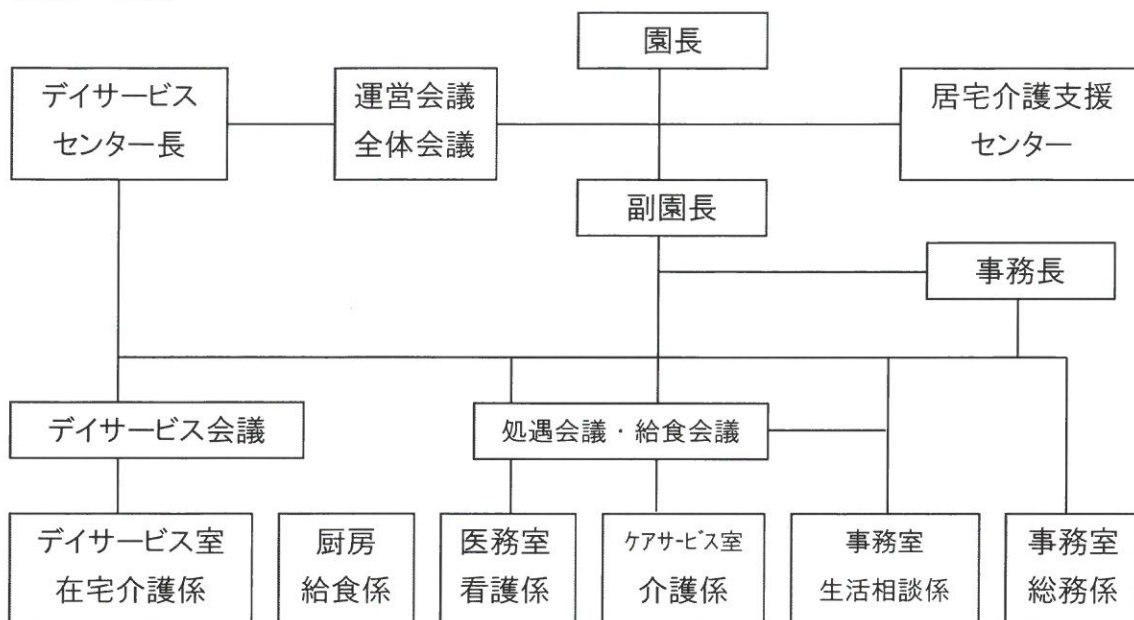 園長
デイサービス
センター長
運営会議
全体会議
居宅介護支援
センター
副園長
事務長
デイサービス会議
処遇会議・給食会議
デイサービス室
在宅介護係
厨房
給食係
医務室
看護係
ケアサービス室
介護係
事務室
生活相談係
事務室
総務係